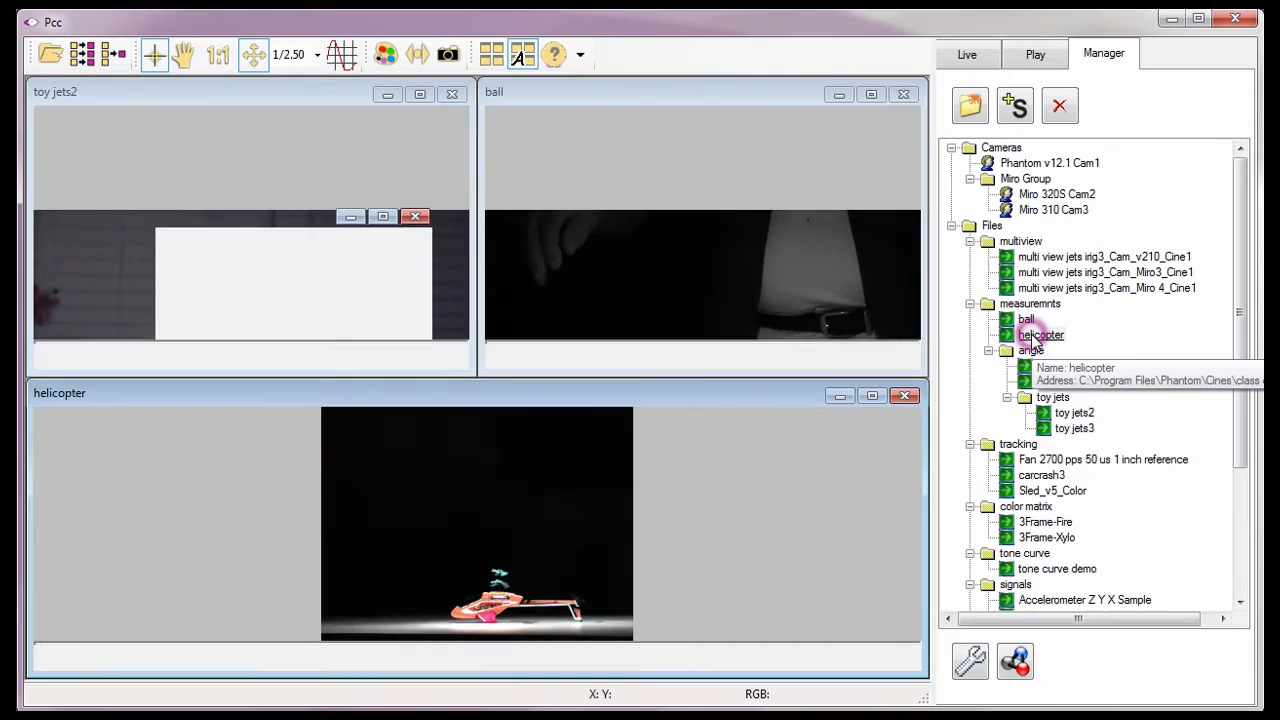 Pcc
1:1
1/2.50
A
?
toy jets2
ball
helicopter
X: Y:
RGB:
Live
Play
Manager
+S
Cameras
Phantom v12.1 Cam1
Miro Group
Miro 320S Cam2
Miro 310 Cam3
Files
multiview
multi view jets irig3_Cam_v210_Cine1
multi view jets irig3_Cam_Miro3_Cine1
multi view jets irig3_Cam_Miro 4_Cine1
measuremnts
ball
helicopter
angle
Name: helicopter
Address: C:\Program Files\Phantom\Cines\class
toy jets
toy jets2
toy jets3
tracking
Fan 2700 pps 50 us 1 inch reference
carcrash3
Sled_v5_Color
color matrix
3Frame-Fire
3Frame-Xylo
tone curve
tone curve demo
signals
Accelerometer Z Y X Sample